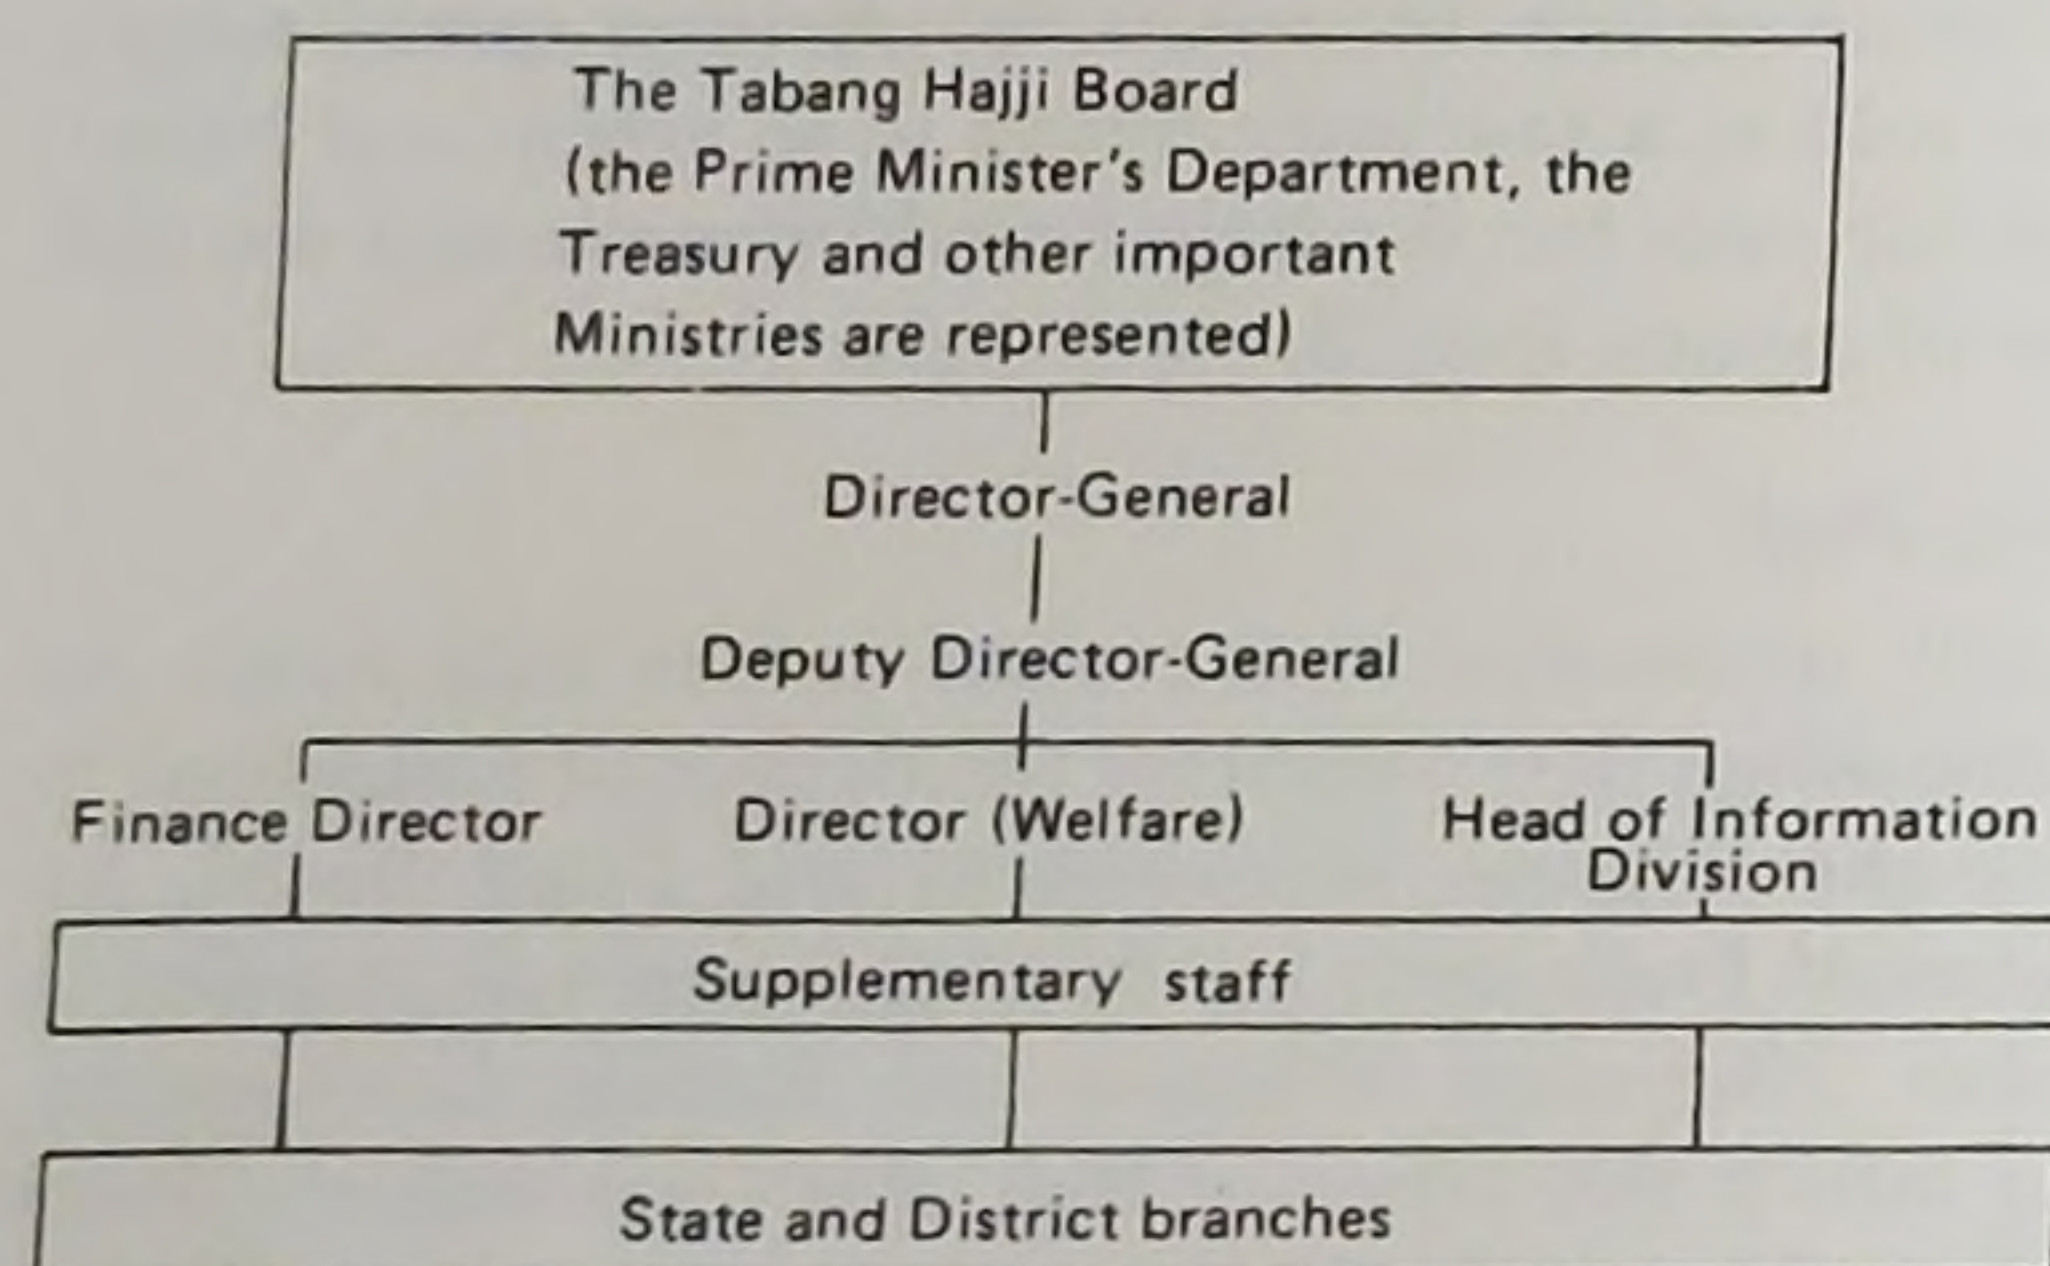 The Tabang Hajji Board
(the Prime Minister's Department, the
Treasury and other important
Ministries are represented)
Director-General
Deputy Director-General
Finance Director Director (Welfare) Head of Information
Division
Supplementary staff
State and District branches